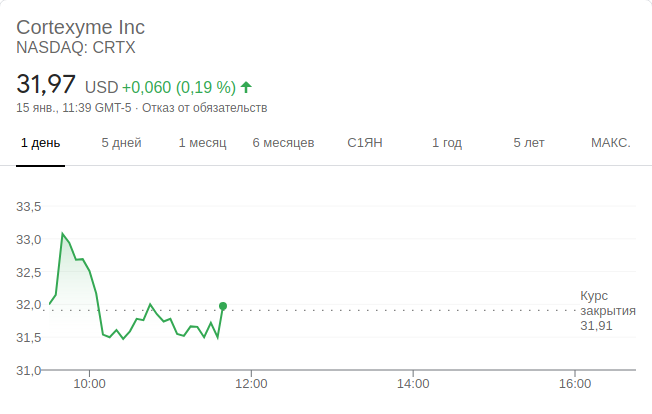 Cortexyme Inc
NASDAQ: CRTX
31,97 USD +0,060 (0,19 %)
15 янв., 11:39 GMT-5 · Отказ от обязательств
1 день 5 дней 1 месяц 6 месяцев С1ЯН 1 год 5 лет МАКС.
33,5
33,0
32,5
32,0
31,5
31,0
Курс
закрытия
31,91
10:00 12:00 14:00 16:00